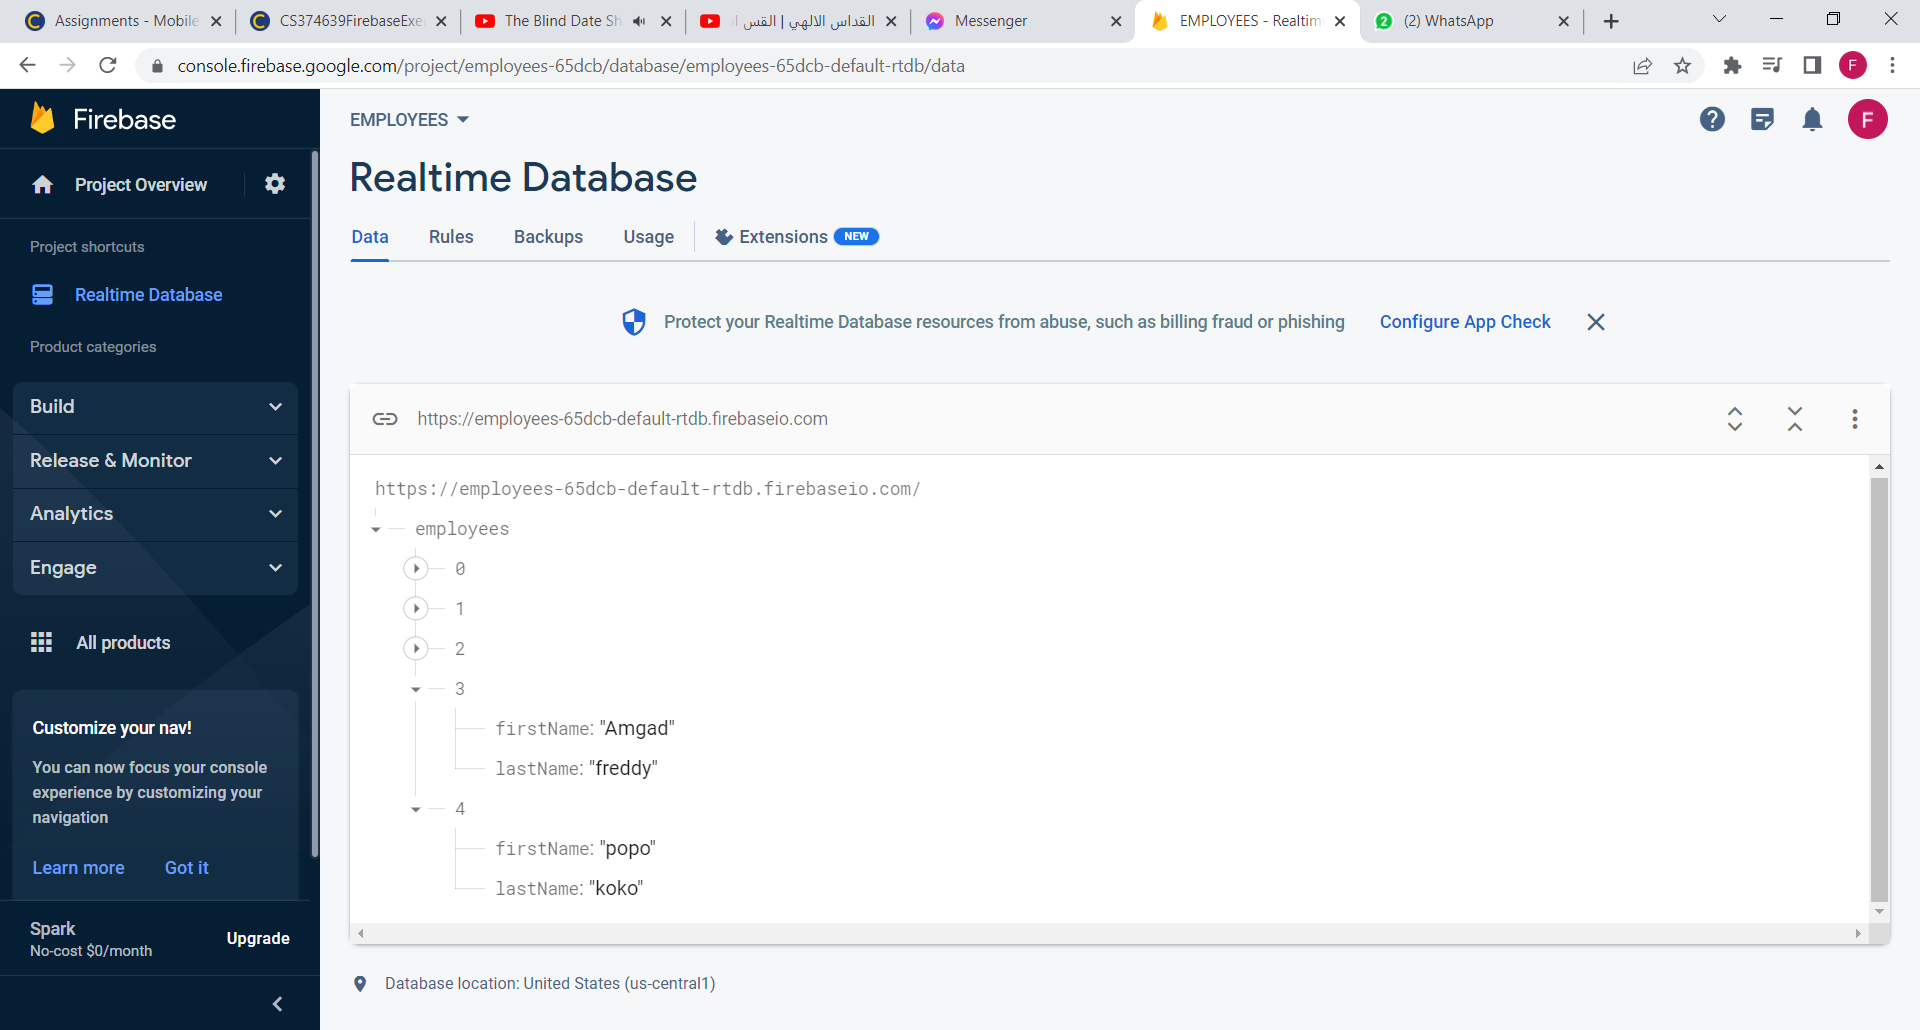 Assignments - Mobile
CS374639FirebaseExe
The Blind Date Sh
القداس الالهي | القس ا
Messenger
EMPLOYEES - Realtim
2 (2) WhatsApp
console.firebase.google.com/project/employees-65dcb/database/employees-65dcb-default-rtdb/data
F
Firebase
EMPLOYEES
F
Project Overview
Realtime Database
Data Rules Backups Usage Extensions NEW
Project shortcuts
Realtime Database
Product categories
Build
Release & Monitor
Analytics
Engage
All products
Customize your nav!
You can now focus your console
experience by customizing your
navigation
Learn more Got it
Spark
No-cost $0/month
Upgrade
Protect your Realtime Database resources from abuse, such as billing fraud or phishing Configure App Check
https://employees-65dcb-default-rtdb.firebaseio.com
https://employees-65dcb-default-rtdb.firebaseio.com/
employees
0
1
2
3
firstName: "Amgad"
lastName: "freddy"
4
firstName: "popo"
lastName: "koko"
Database location: United States (us-central1)